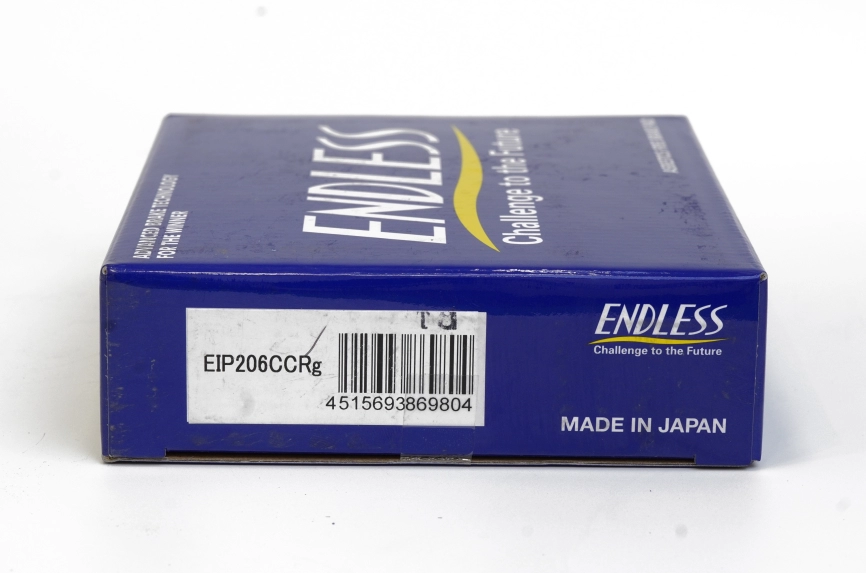 ADVANCED BRAKE TECHNOLOGY
FOR THE WINNER
ENDLESS
Challenge to the Future
EIP206CCRg
4515693869804
ENDLESS
Challenge to the Future
MADE IN JAPAN